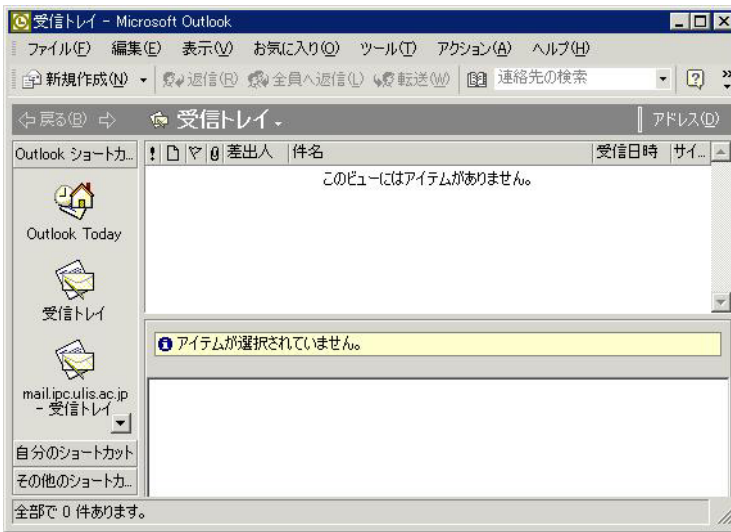 受信トレイ - Microsoft Outlook
ファイル(F) 編集(E) 表示(V) お気に入り(O) ツール(T) アクション(A) ヘルプ(H)
新規作成(N) 返信(R) 全員へ返信(L) 転送(W) 連絡先の検索
戻る(B) 受信トレイ. アドレス(D)
Outlook ショートカ... 差出人 件名 受信日時 サイ...
このビューにはアイテムがありません。
Outlook Today
受信トレイ
アイテムが選択されていません。
mail.ipc.ulis.ac.jp
- 受信トレイ
自分のショートカット
その他のショートカ...
全部で 0 件あります。